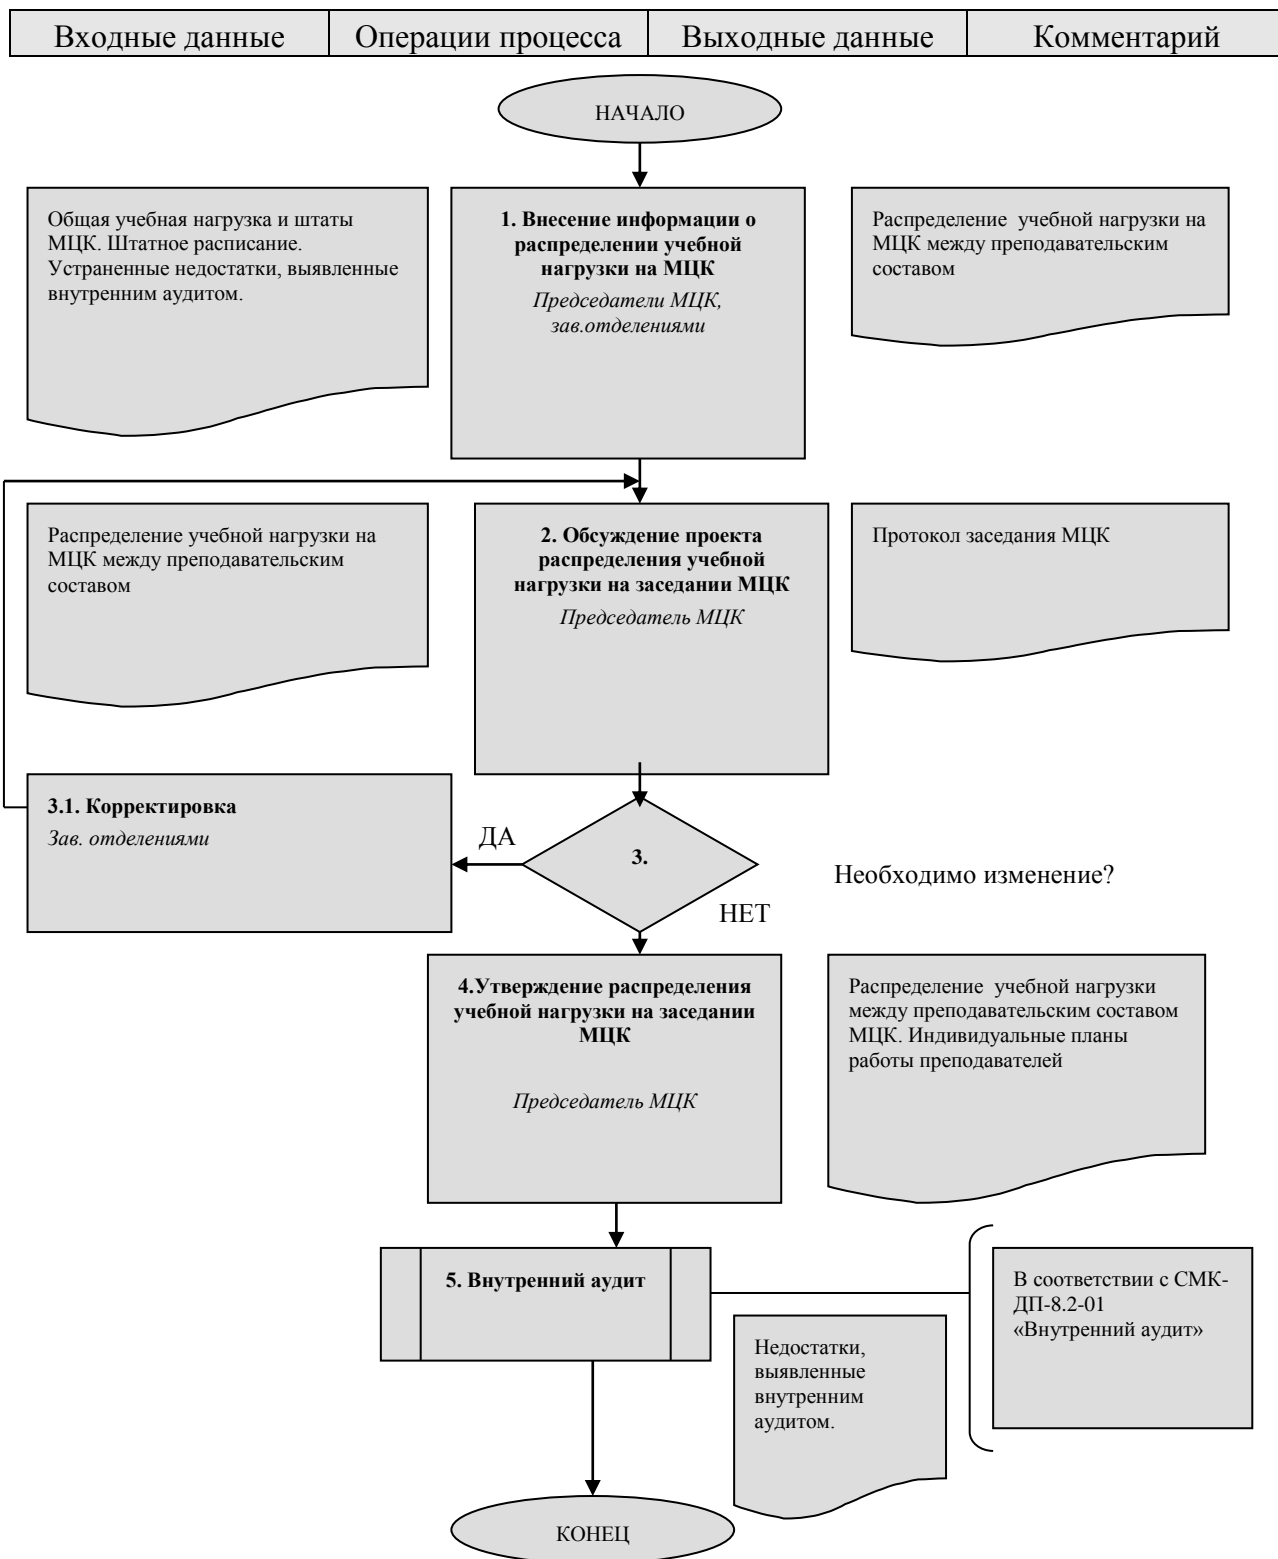 Входные данные
Операции процесса
Выходные данные
Комментарий
НАЧАЛО
Общая учебная нагрузка и штаты
МЦК. Штатное расписание.
Устраненные недостатки, выявленные
внутренним аудитом.
1. Внесение информации о
распределении учебной
нагрузки на МЦК
Председатели МЦК,
зав.отделениями
Распределение учебной нагрузки на
МЦК между преподавательским
составом
Распределение учебной нагрузки на
МЦК между преподавательским
составом
2. Обсуждение проекта
распределения учебной
нагрузки на заседании МЦК
Председатель МЦК
Протокол заседания МЦК
3.1. Корректировка
Зав. отделениями
ДА
3.
Необходимо изменение?
НЕТ
4.Утверждение распределения
учебной нагрузки на заседании
МЦК
Председатель МЦК
Распределение учебной нагрузки
между преподавательским составом
МЦК. Индивидуальные планы
работы преподавателей
5. Внутренний аудит
В соответствии с СМК-
ДП-8.2-01
«Внутренний аудит»
Недостатки,
выявленные
внутренним
аудитом.
КОНЕЦ